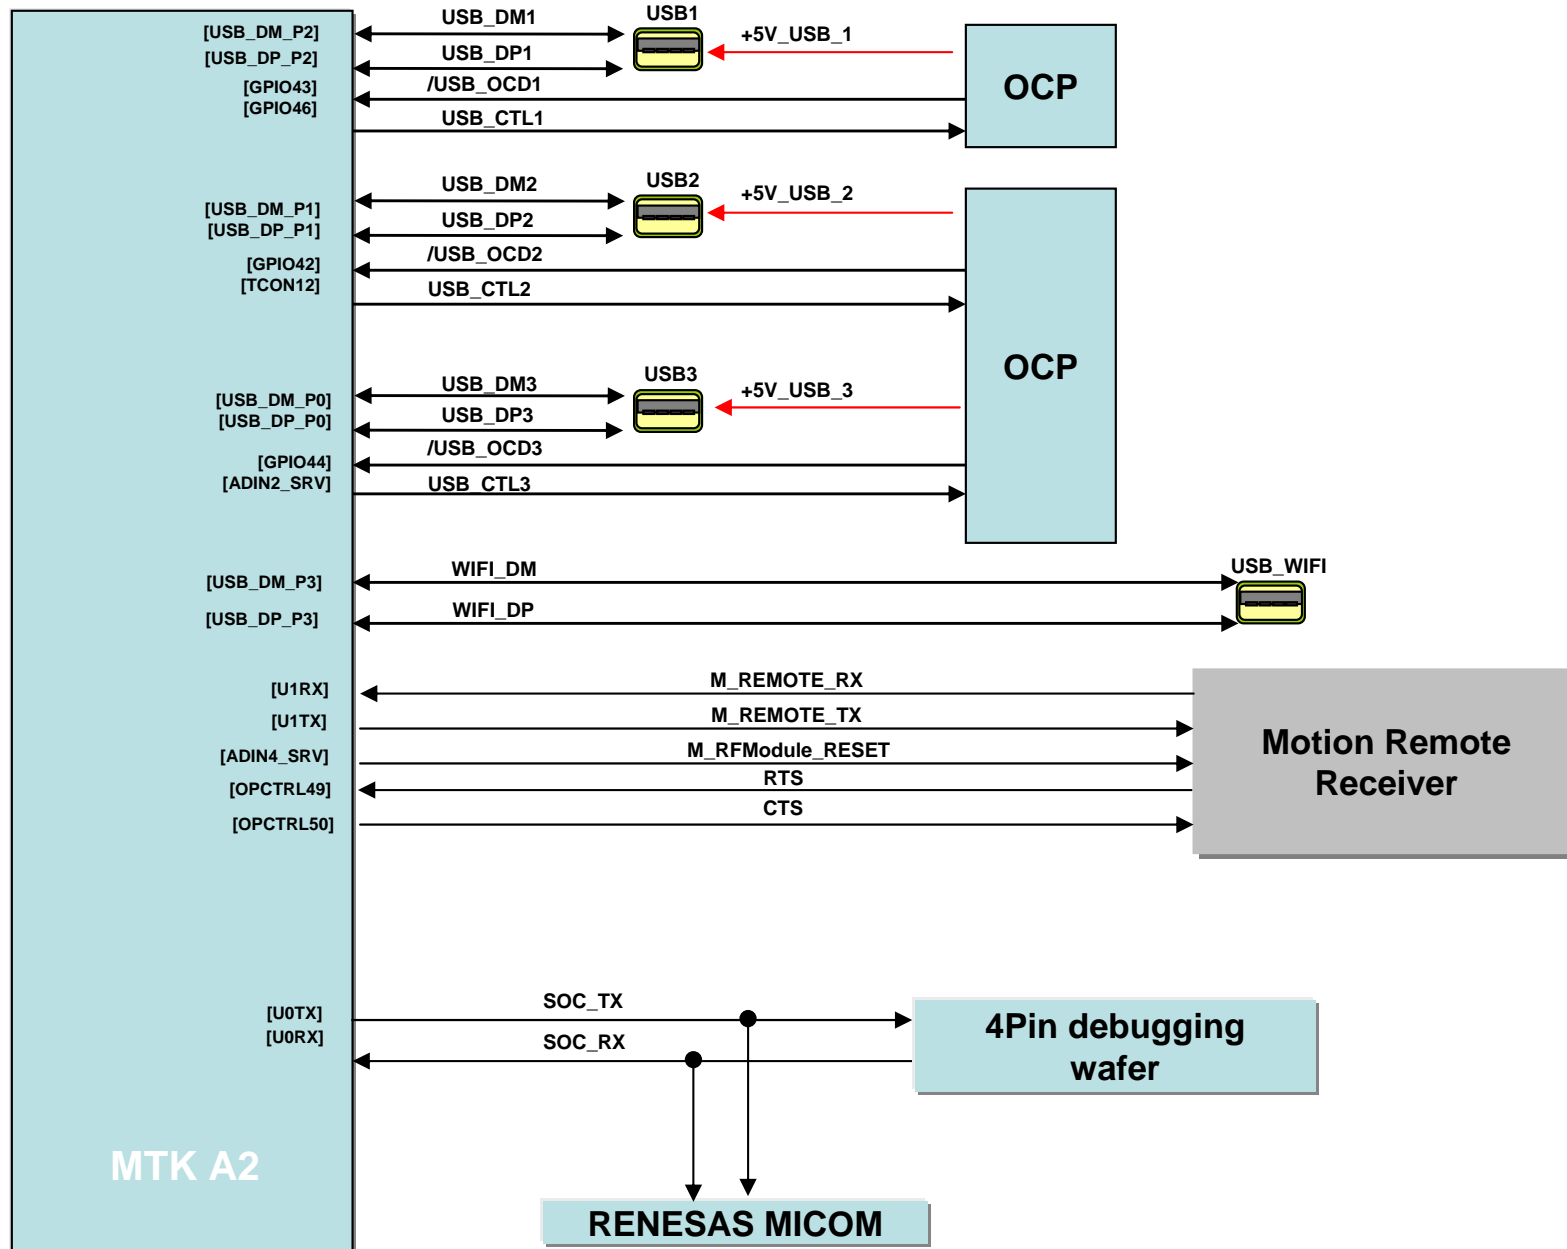 [USB_DM_P2]
USB_DM1
USB1
+5V_USB_1
[USB_DP_P2]
USB_DP1
[GPIO43]
/USB_OCD1
OCP
[GPIO46]
USB_CTL1
USB_DM2
USB2
+5V_USB_2
[USB_DM_P1]
USB_DP2
[USB_DP_P1]
/USB_OCD2
[GPIO42]
[TCON12]
USB_CTL2
OCP
USB_DM3
USB3
+5V_USB_3
[USB_DM_P0]
USB_DP3
[USB_DP_P0]
/USB_OCD3
[GPIO44]
[ADIN2_SRV]
USB_CTL3
WIFI_DM
USB_WIFI
[USB_DM_P3]
WIFI_DP
[USB_DP_P3]
M_REMOTE_RX
[U1RX]
M_REMOTE_TX
[U1TX]
M_RFModule_RESET
[ADIN4_SRV]
RTS
[OPCTRL49]
CTS
[OPCTRL50]
Motion Remote
Receiver
SOC_TX
[U0TX]
[U0RX]
SOC_RX
4Pin debugging
wafer
MTK A2
RENESAS MICOM